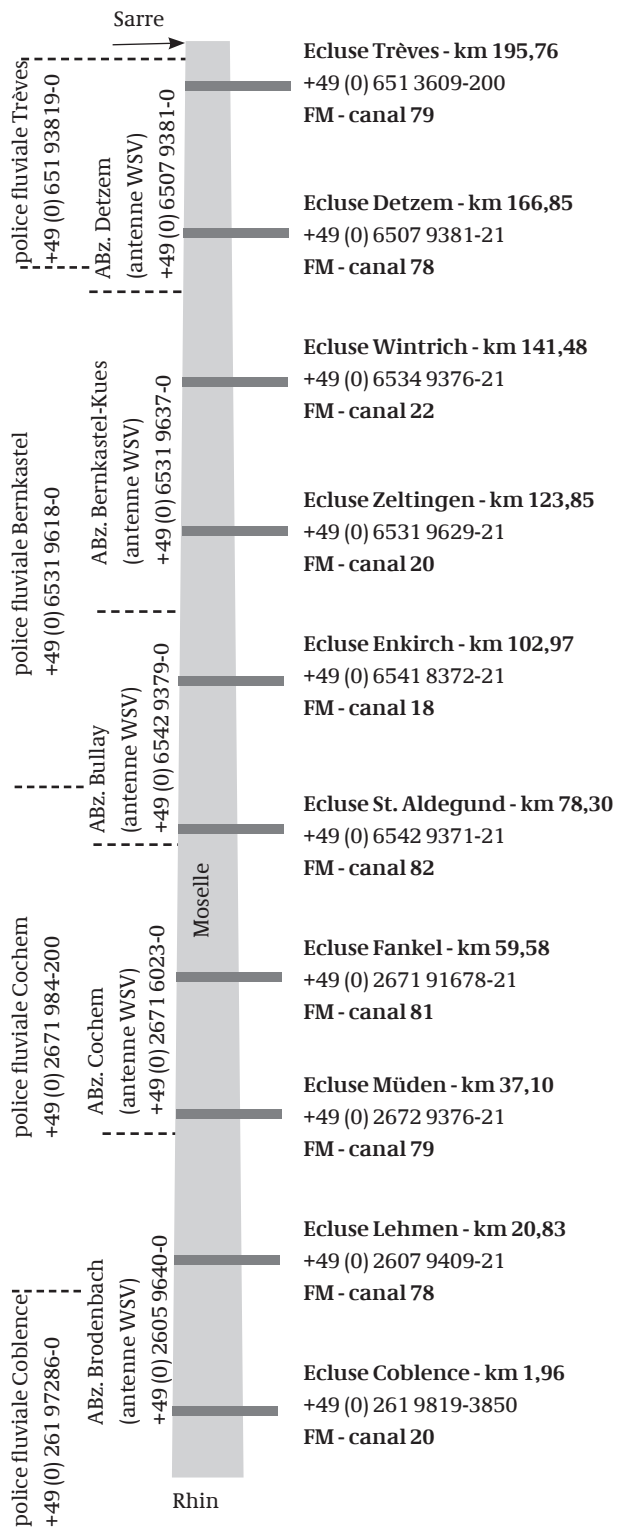 Sarre
police fluviale Trèves
+49 (0) 651 93819-0
ABz. Detzem
(antenne WSV)
+49 (0) 6507 9381-0
Ecluse Trèves - km 195,76
+49 (0) 651 3609-200
FM - canal 79
Ecluse Detzem - km 166,85
+49 (0) 6507 9381-21
FM - canal 78
police fluviale Bernkastel
+49 (0) 6531 9618-0
ABz. Bernkastel-Kues
(antenne WSV)
+49 (0) 6531 9637-0
Ecluse Wintrich - km 141,48
+49 (0) 6534 9376-21
FM - canal 22
Ecluse Zeltingen - km 123,85
+49 (0) 6531 9629-21
FM - canal 20
ABz. Bullay
(antenne WSV)
+49 (0) 6542 9379-0
Ecluse Enkirch - km 102,97
+49 (0) 6541 8372-21
FM - canal 18
Ecluse St. Aldegund - km 78,30
+49 (0) 6542 9371-21
FM - canal 82
Moselle
police fluviale Cochem
+49 (0) 2671 984-200
ABz. Cochem
(antenne WSV)
+49 (0) 2671 6023-0
Ecluse Fankel - km 59,58
+49 (0) 2671 91678-21
FM - canal 81
Ecluse Müden - km 37,10
+49 (0) 2672 9376-21
FM - canal 79
police fluviale Coblence
+49 (0) 261 97286-0
ABz. Brodenbach
(antenne WSV)
+49 (0) 2605 9640-0
Ecluse Lehmen - km 20,83
+49 (0) 2607 9409-21
FM - canal 78
Ecluse Coblence - km 1,96
+49 (0) 261 9819-3850
FM - canal 20
Rhin